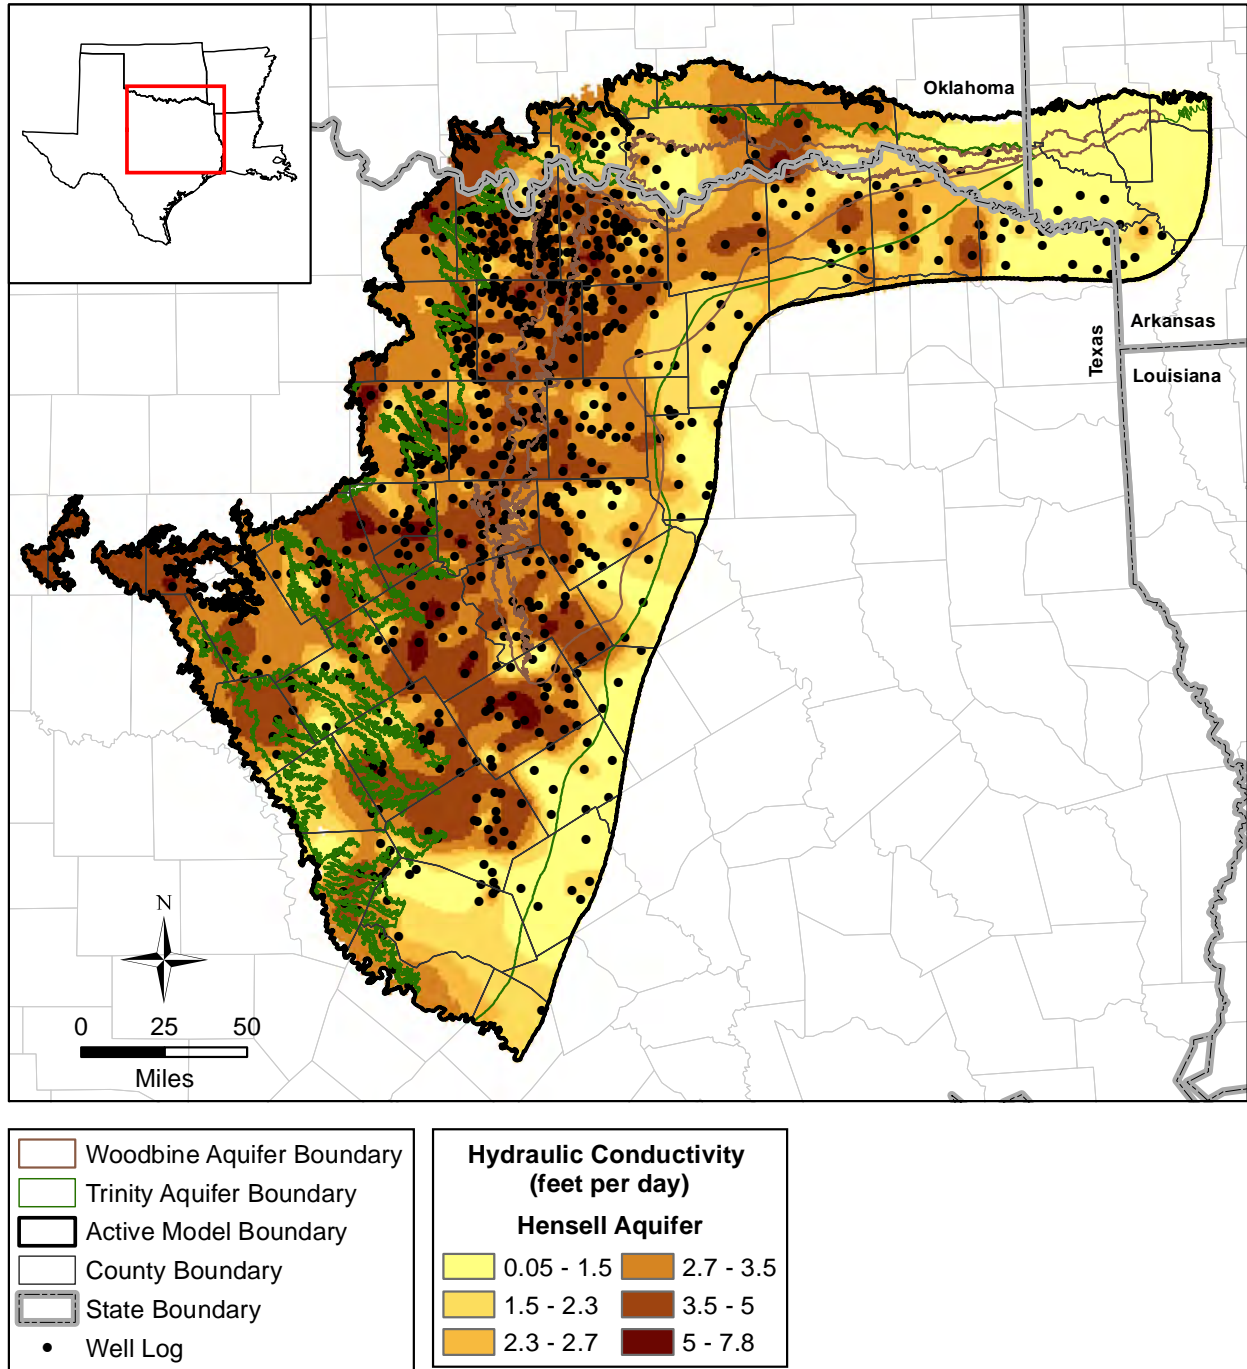 Oklahoma
Arkansas
Texas
Louisiana
N
0 25 50
Miles
Woodbine Aquifer Boundary
Trinity Aquifer Boundary
Active Model Boundary
County Boundary
State Boundary
Well Log
Hydraulic Conductivity
(feet per day)
Hensell Aquifer
0.05 - 1.5 2.7 - 3.5
1.5 - 2.3 3.5 - 5
2.3 - 2.7 5 - 7.8